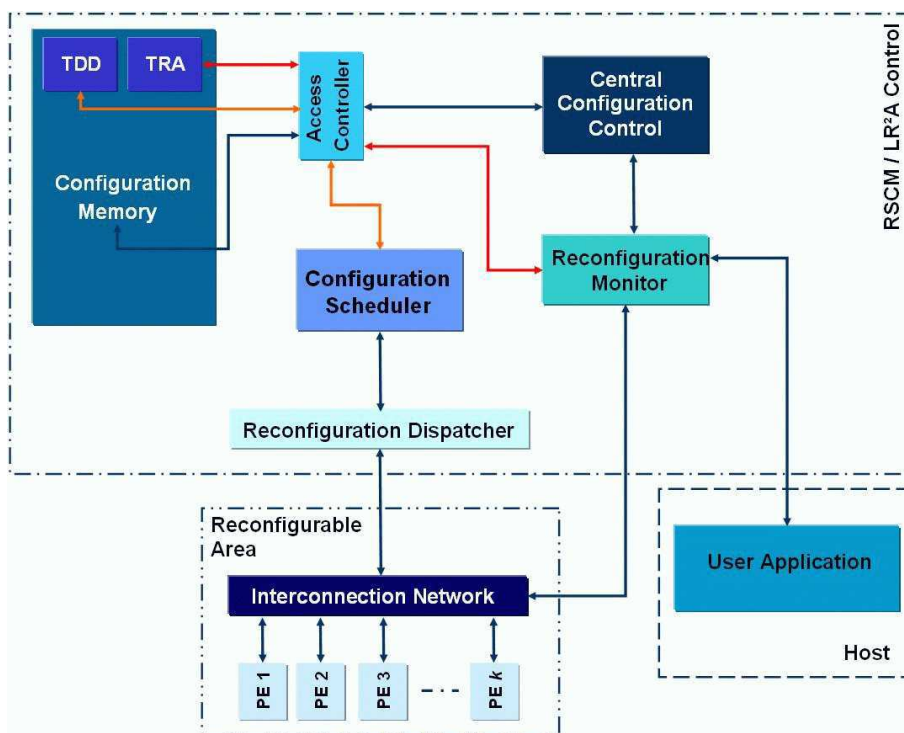 TDD
TRA
Configuration
Memory
Access
Controller
Central
Configuration
Control
RSCM / LR²A Control
Configuration
Scheduler
Reconfiguration
Monitor
Reconfiguration Dispatcher
Reconfigurable
Area
Interconnection Network
PE 1
PE 2
PE 3
PE k
User Application
Host